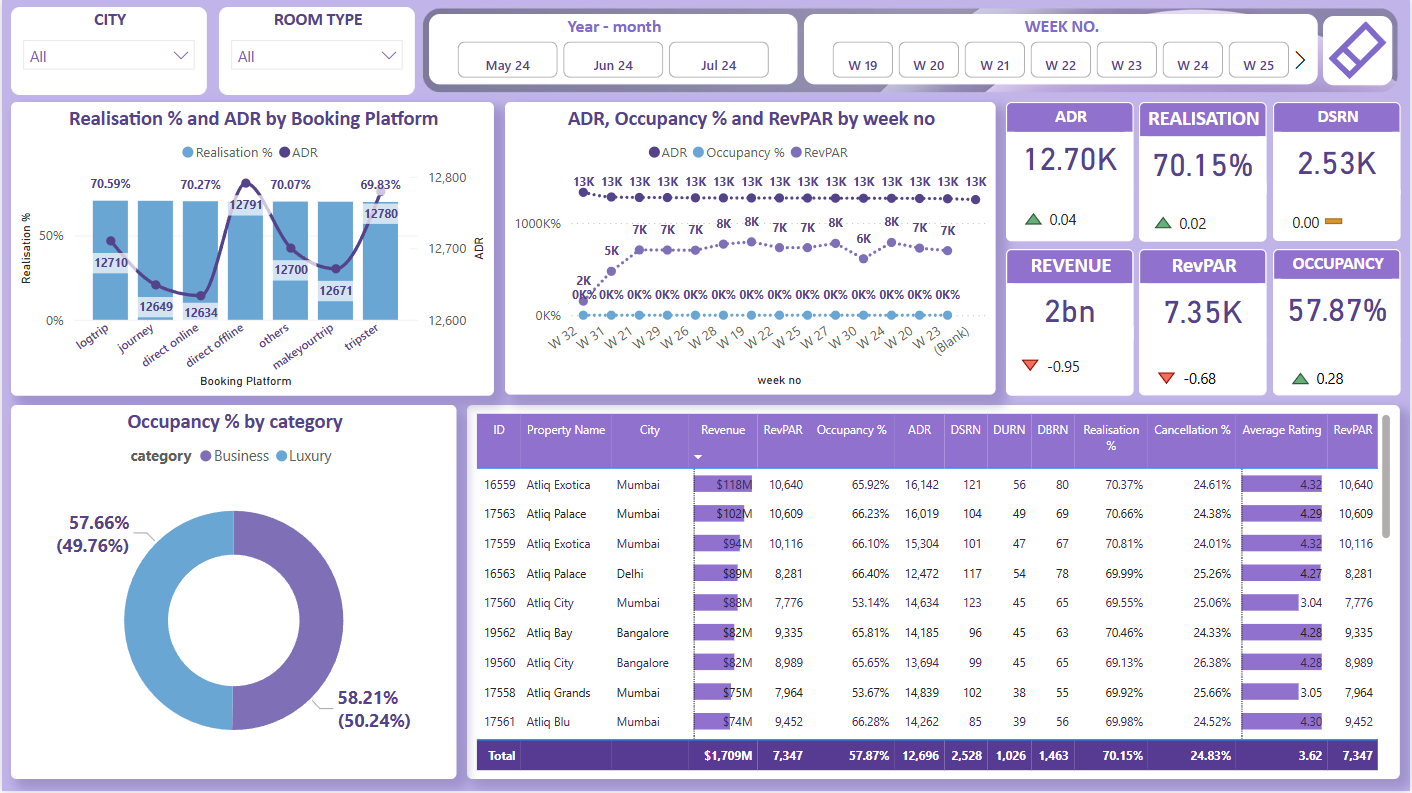 CITY
All
ROOM TYPE
All
Year - month
May 24
Jun 24
Jul 24
WEEK NO.
W 19
W 20
W 21
W 22
W 23
W 24
W 25
Realisation % and ADR by Booking Platform
Realisation %
ADR
70.59% 70.27% 70.07% 69.83%
12,800
12,700
12,600
50%
0%
12710
12649
12634
12791
12700
12671
12780
Realisation %
ADR
logtrip
journey
direct online
direct offline
others
makeyourtrip
tripster
Booking Platform
ADR, Occupancy % and RevPAR by week no
ADR
Occupancy %
RevPAR
13K 13K 13K 13K 13K 13K 13K 13K 13K 13K 13K 13K 13K 13K 13K
1000K%
2K 5K 7K 7K 7K 8K 8K 7K 7K 8K 6K 8K 7K 7K
0K% 0K% 0K% 0K% 0K% 0K% 0K% 0K% 0K% 0K% 0K% 0K% 0K% 0K%
0K%
W 32
W 31
W 21
W 29
W 26
W 28
W 19
W 22
W 25
W 27
W 30
W 24
W 20
W 23
(Blank)
week no
ADR
12.70K
0.04
REALISATION
70.15%
0.02
DSRN
2.53K
0.00
REVENUE
2bn
-0.95
RevPAR
7.35K
-0.68
OCCUPANCY
57.87%
0.28
Occupancy % by category
category Business Luxury
57.66%
(49.76%)
58.21%
(50.24%)
ID Property Name City Revenue RevPAR Occupancy % ADR DSRN DURN DBRN Realisation % Cancellation % Average Rating RevPAR
16559 Atliq Exotica Mumbai $118M 10,640 65.92% 16,142 121 56 80 70.37% 24.61% 4.32 10,640
17563 Atliq Palace Mumbai $102M 10,609 66.23% 16,019 104 49 69 70.66% 24.38% 4.29 10,609
17559 Atliq Exotica Mumbai $94M 10,116 66.10% 15,304 101 47 67 70.81% 24.01% 4.32 10,116
16563 Atliq Palace Delhi $89M 8,281 66.40% 12,472 117 54 78 69.99% 25.26% 4.27 8,281
17560 Atliq City Mumbai $88M 7,776 53.14% 14,634 123 45 65 69.55% 25.06% 3.04 7,776
19562 Atliq Bay Bangalore $82M 9,335 65.81% 14,185 96 45 63 70.46% 24.33% 4.28 9,335
19560 Atliq City Bangalore $82M 8,989 65.65% 13,694 99 45 65 69.13% 26.38% 4.28 8,989
17558 Atliq Grands Mumbai $75M 7,964 53.67% 14,839 102 38 55 69.92% 25.66% 3.05 7,964
17561 Atliq Blu Mumbai $74M 9,452 66.28% 14,262 85 39 56 69.98% 24.52% 4.30 9,452
Total $1,709M 7,347 57.87% 12,696 2,528 1,026 1,463 70.15% 24.83% 3.62 7,347